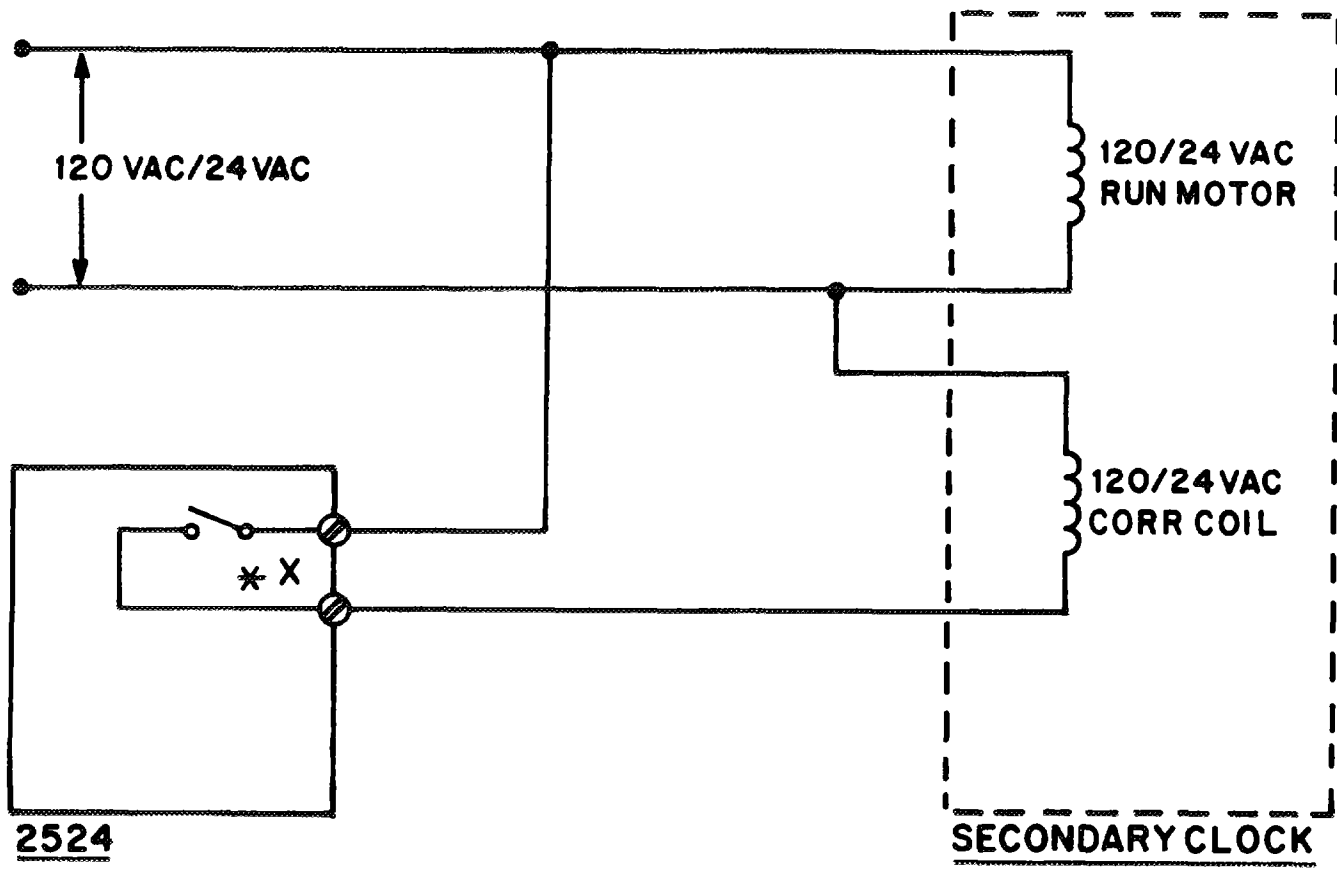 120 VAC/24 VAC
120/24 VAC
RUN MOTOR
120/24 VAC
CORR COIL
* X
2524
SECONDARY CLOCK